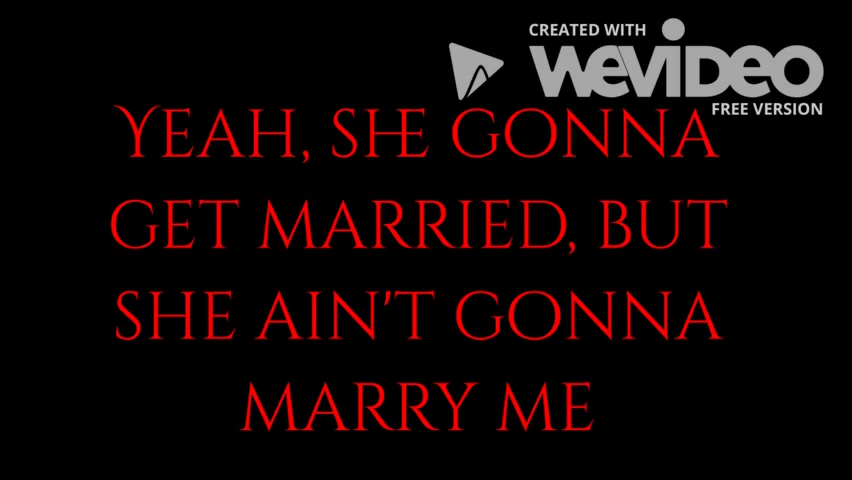 CREATED WITH
WEVIDEO
FREE VERSION
YEAH, SHE GONNA
GET MARRIED, BUT
SHE AIN'T GONNA
MARRY ME